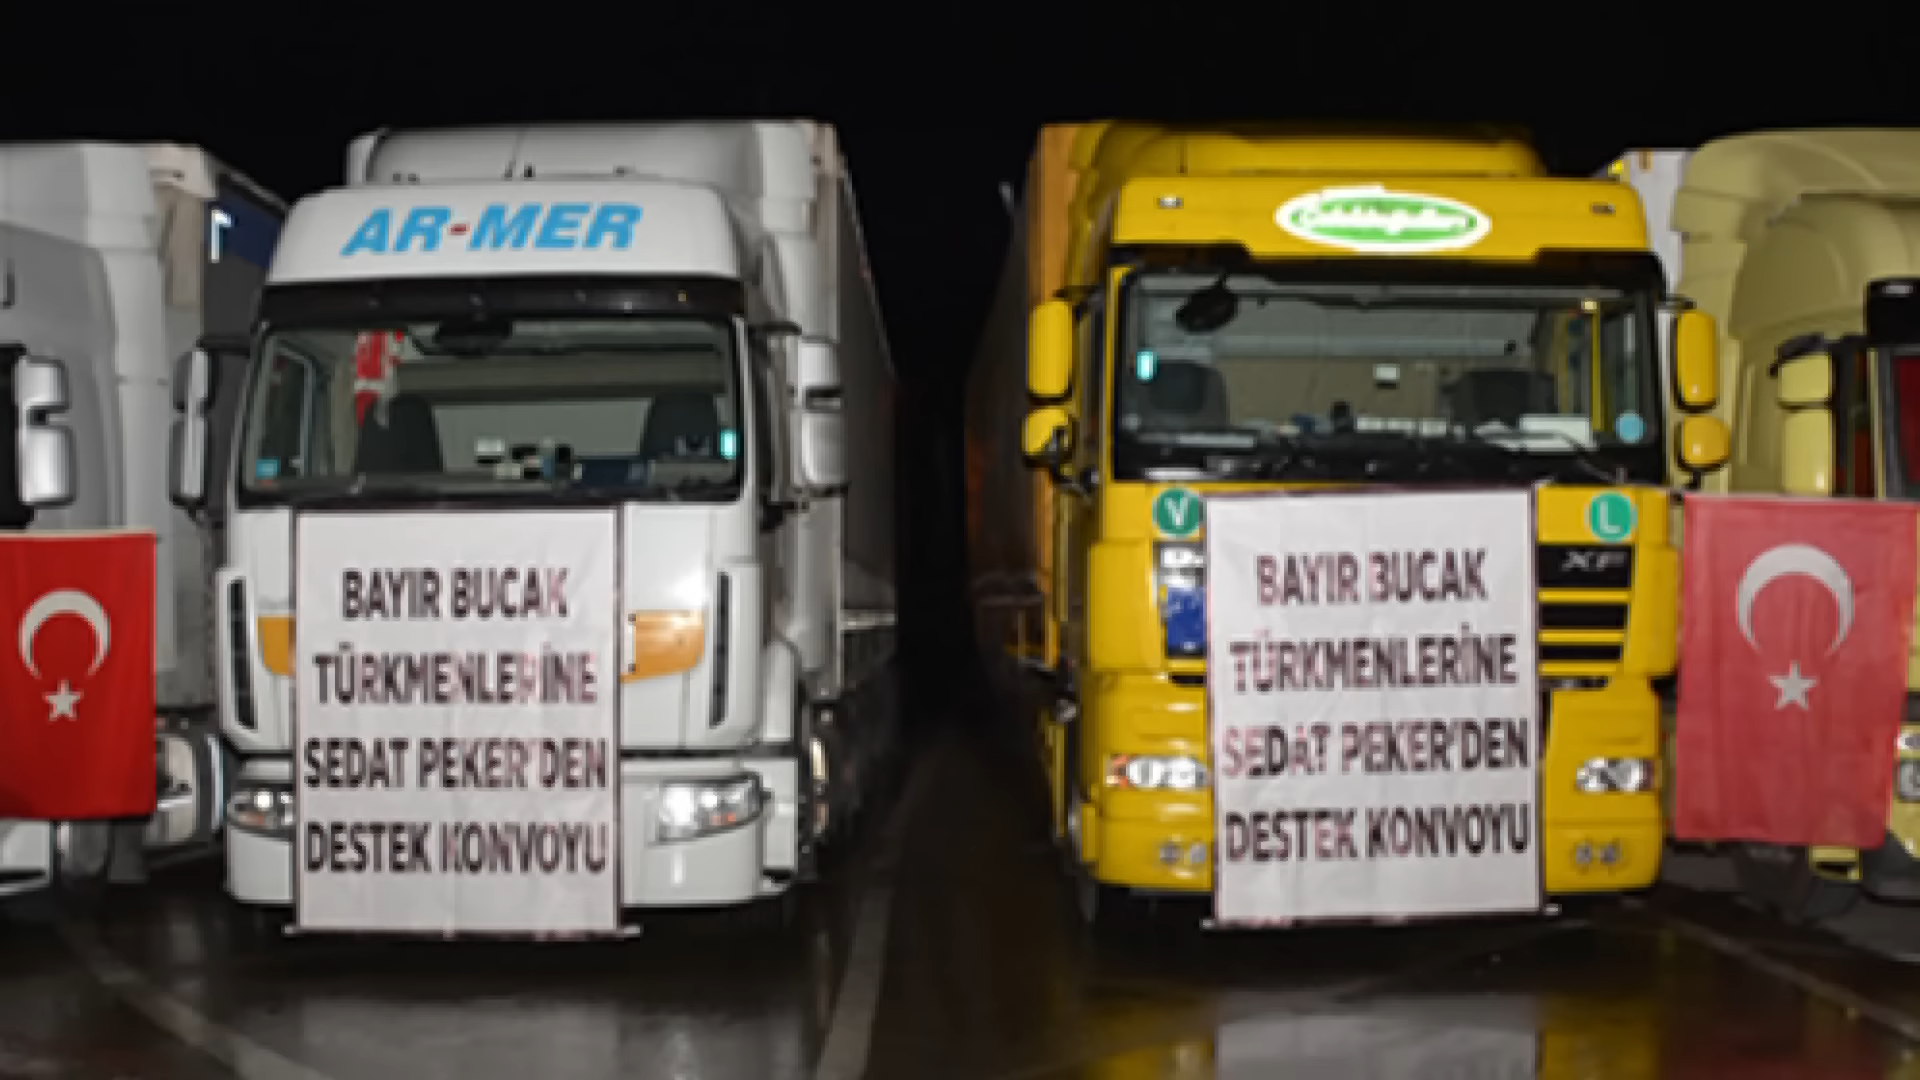 AR-MER
BAYIR BUCAK
TÜRKMENLERİNE
SEDAT PEKER'DEN
DESTEK KONVOYU
V
L
XF
BAYIR BUCAK
TÜRKMENLERİNE
SEDAT PEKER'DEN
DESTEK KONVOYU